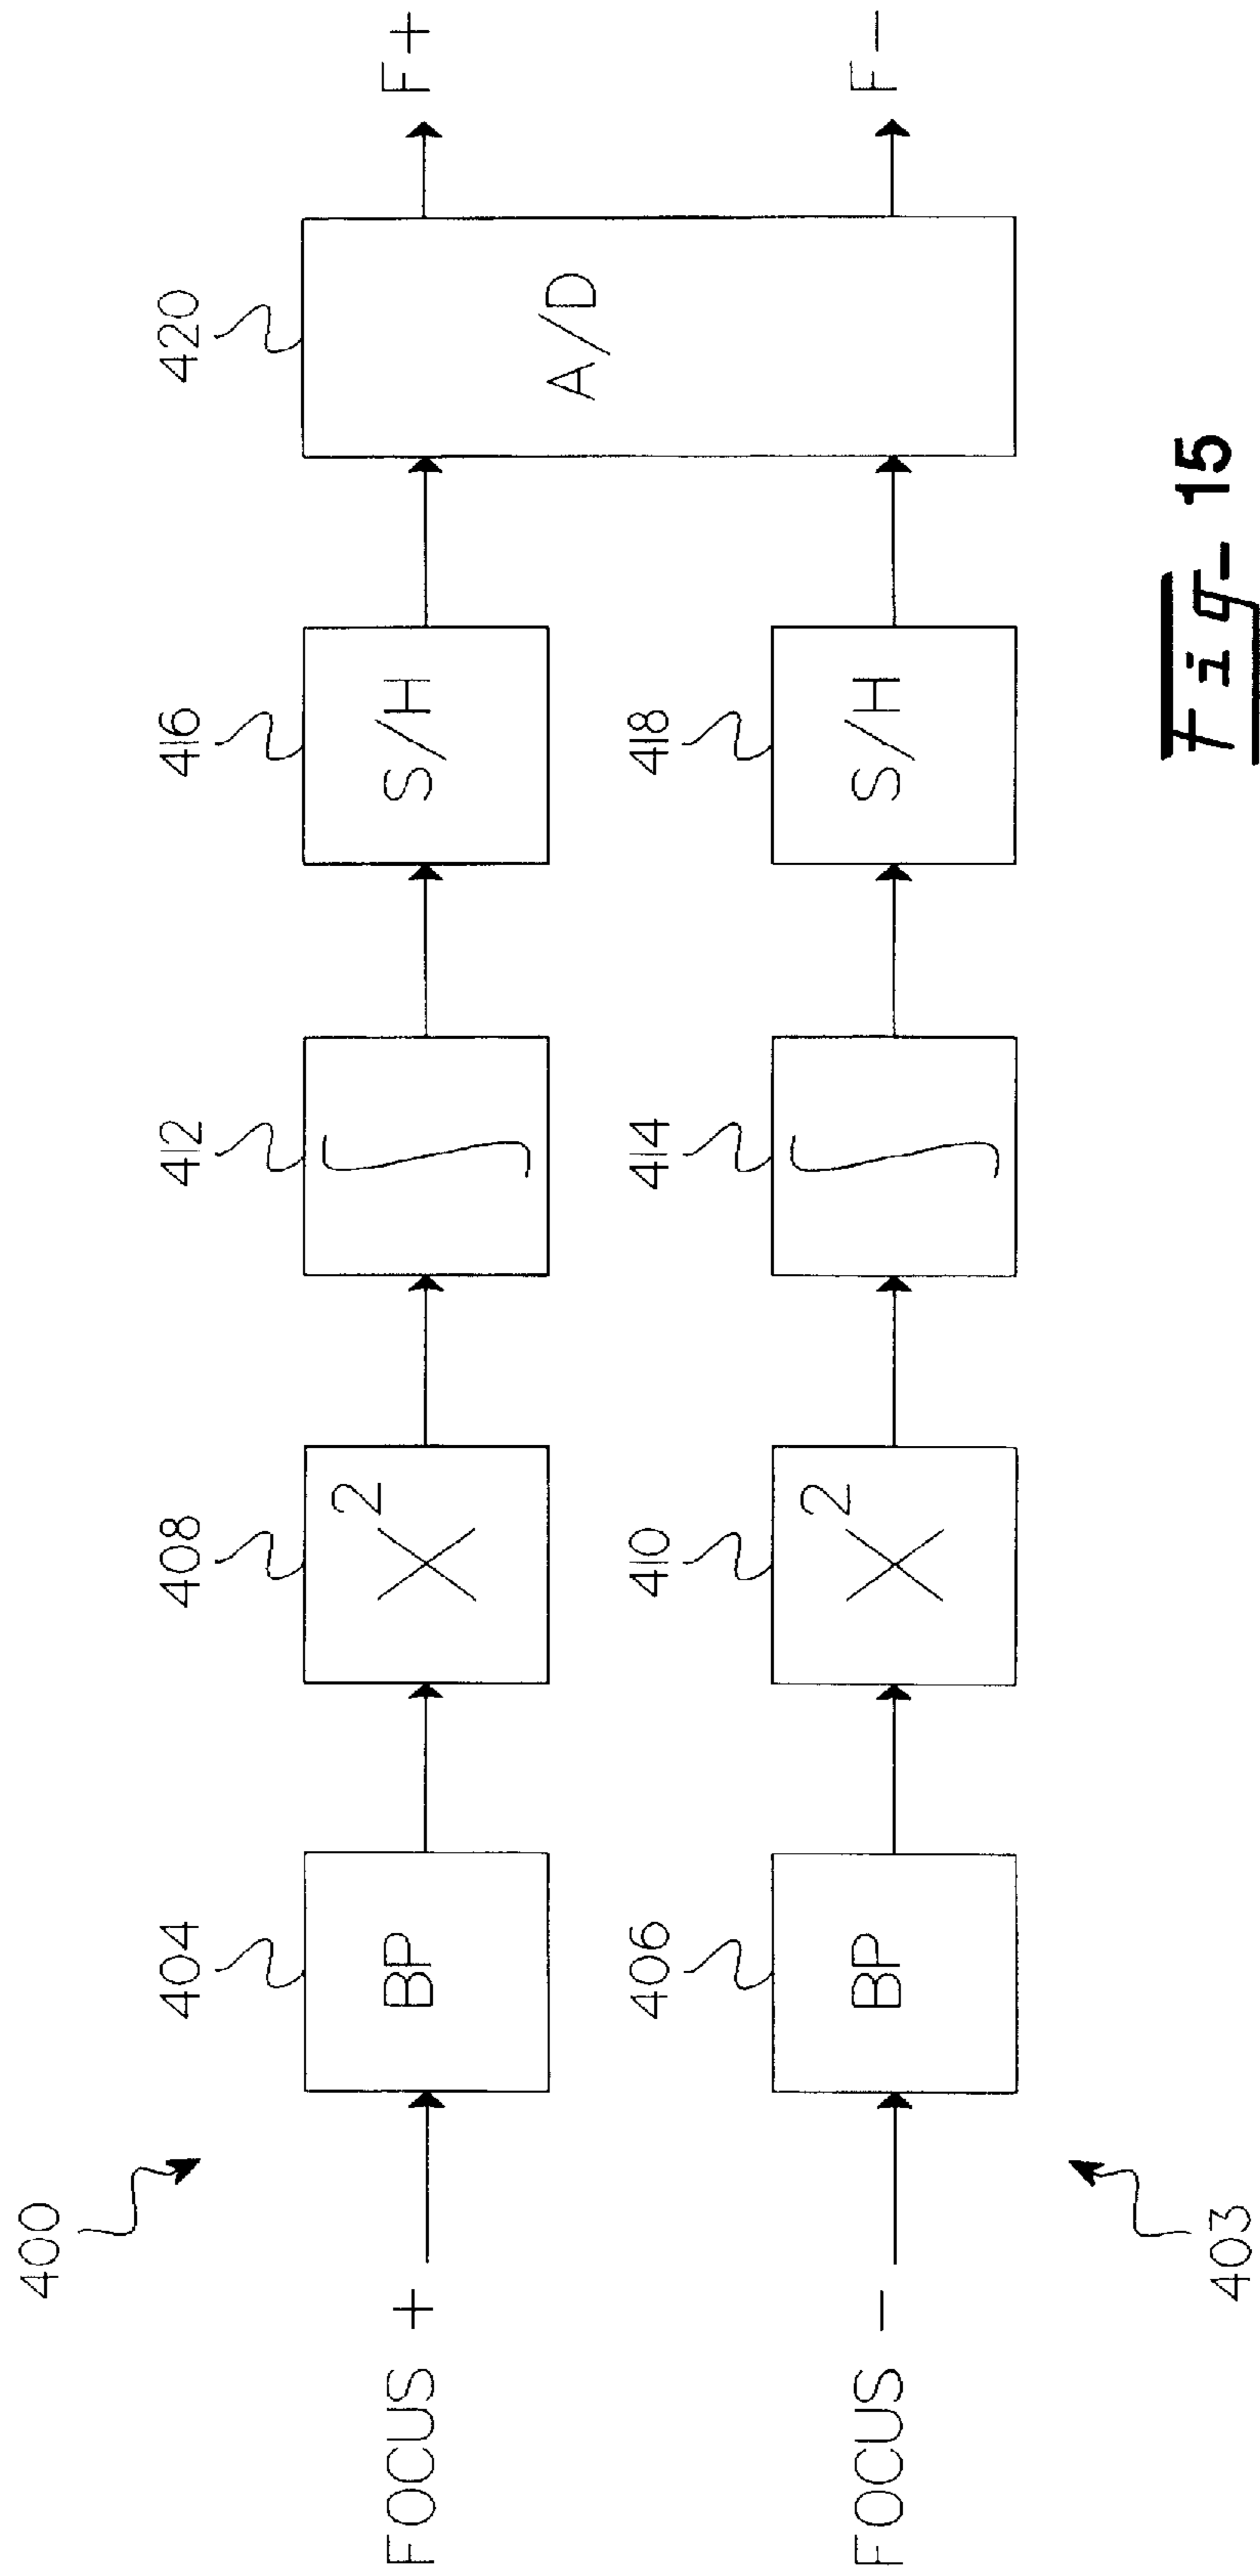 400
404 408 412 416 420
FOCUS + BP X² ∫ S/H A/D F+
406 410 414 418
FOCUS − BP X² ∫ S/H F−
403
Fig- 15